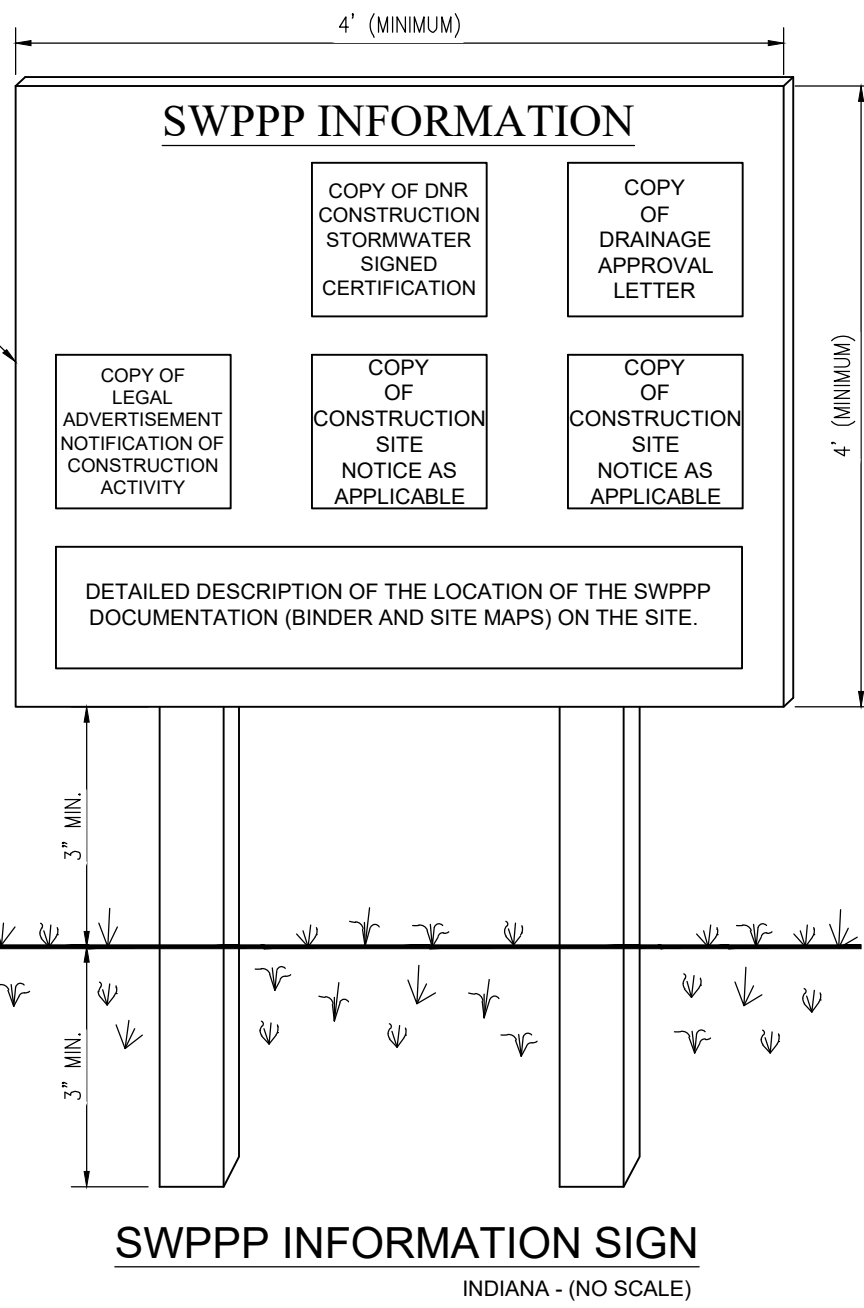 4' (MINIMUM)
SWPPP INFORMATION
COPY OF DNR
CONSTRUCTION
STORMWATER
SIGNED
CERTIFICATION
COPY
OF
DRAINAGE
APPROVAL
LETTER
4' (MINIMUM)
COPY OF
LEGAL
ADVERTISEMENT
NOTIFICATION OF
CONSTRUCTION
ACTIVITY
COPY
OF
CONSTRUCTION
SITE
NOTICE AS
APPLICABLE
COPY
OF
CONSTRUCTION
SITE
NOTICE AS
APPLICABLE
DETAILED DESCRIPTION OF THE LOCATION OF THE SWPPP
DOCUMENTATION (BINDER AND SITE MAPS) ON THE SITE.
3" MIN.
3" MIN.
SWPPP INFORMATION SIGN
INDIANA - (NO SCALE)